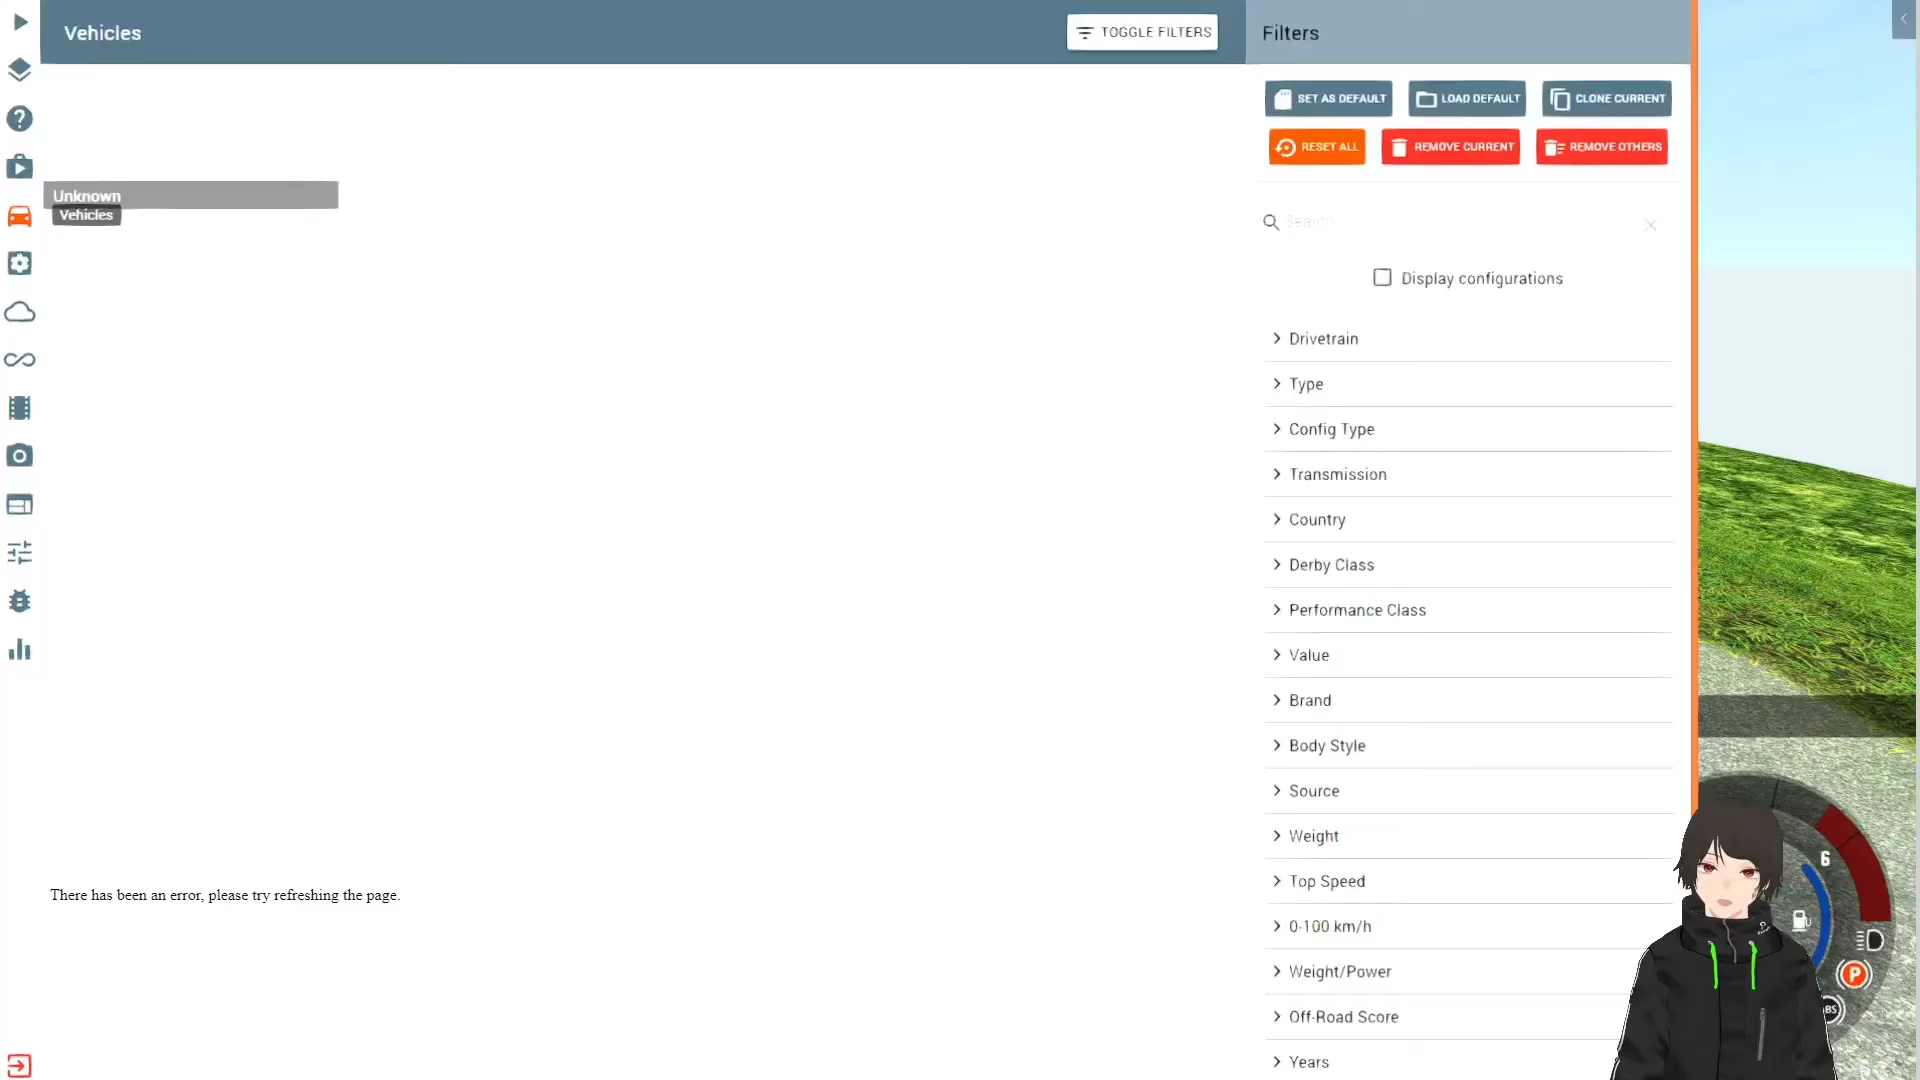 Vehicles
TOGGLE FILTERS
Filters
SET AS DEFAULT
LOAD DEFAULT
CLONE CURRENT
RESET ALL
REMOVE CURRENT
REMOVE OTHERS
Unknown
Vehicles
Search
Display configurations
Drivetrain
Type
Config Type
Transmission
Country
Derby Class
Performance Class
Value
Brand
Body Style
Source
Weight
Top Speed
0-100 km/h
Weight/Power
Off-Road Score
Years
There has been an error, please try refreshing the page.
6
P